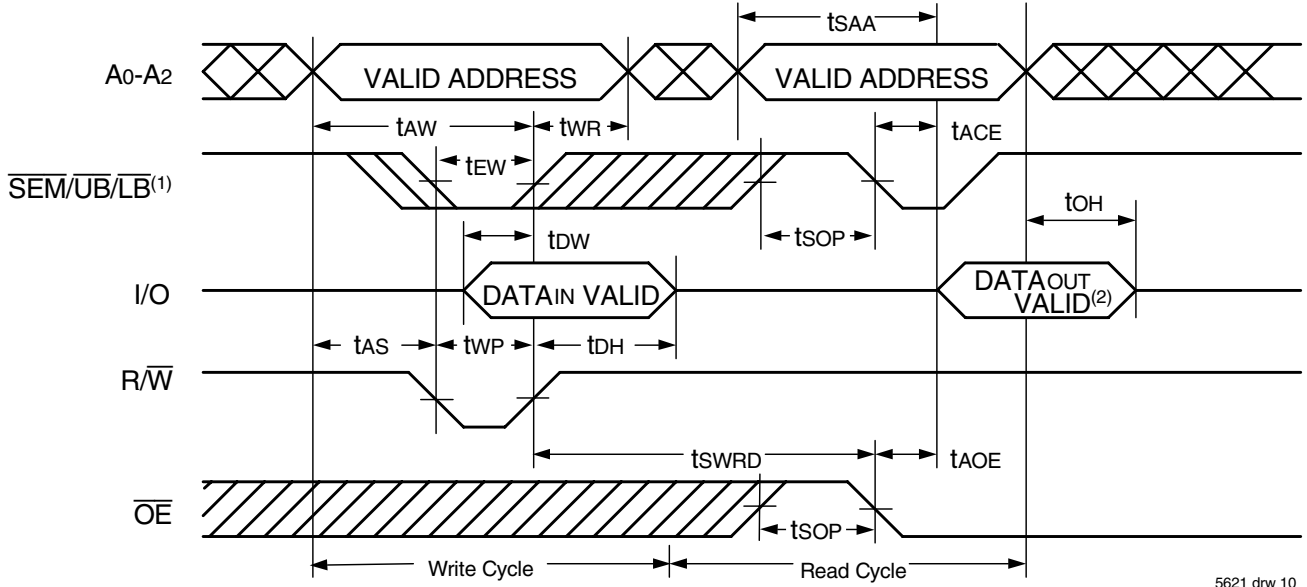 tSAA
A0-A2
VALID ADDRESS
VALID ADDRESS
tAW
tWR
tACE
tEW
SEM/UB/LB(1)
tSOP
tOH
tDW
I/O
DATAIN VALID
DATAOUT
VALID(2)
tAS
tWP
tDH
R/W
tSWRD
tAOE
OE
tSOP
Write Cycle
Read Cycle
5621 drw 10